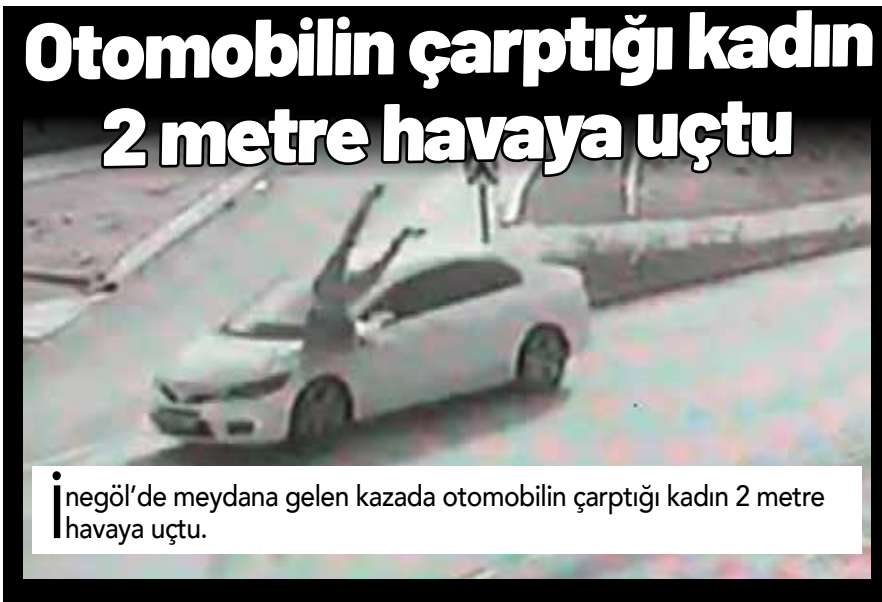 Otomobilin çarptığı kadın
2 metre havaya uçtu
İnegöl’de meydana gelen kazada otomobilin çarptığı kadın 2 metre
havaya uçtu.